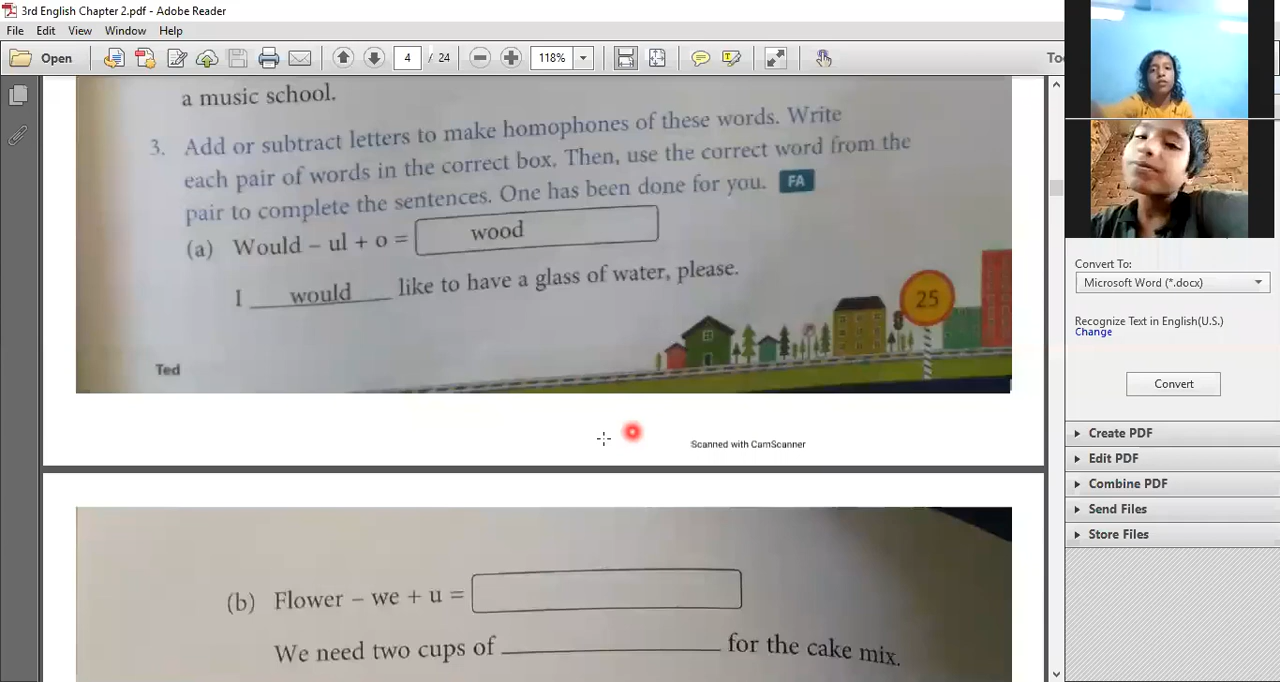 3rd English Chapter 2.pdf - Adobe Reader
File Edit View Window Help
Open 4 / 24 118%
a music school.
3. Add or subtract letters to make homophones of these words. Write
each pair of words in the correct box. Then, use the correct word from the
pair to complete the sentences. One has been done for you. FA
(a) Would – ul + o = wood
I would like to have a glass of water, please.
25
Ted
Scanned with CamScanner
(b) Flower – we + u =
We need two cups of ____________ for the cake mix.
Convert To:
Microsoft Word (*.docx)
Recognize Text in English(U.S.)
Change
Convert
Create PDF
Edit PDF
Combine PDF
Send Files
Store Files